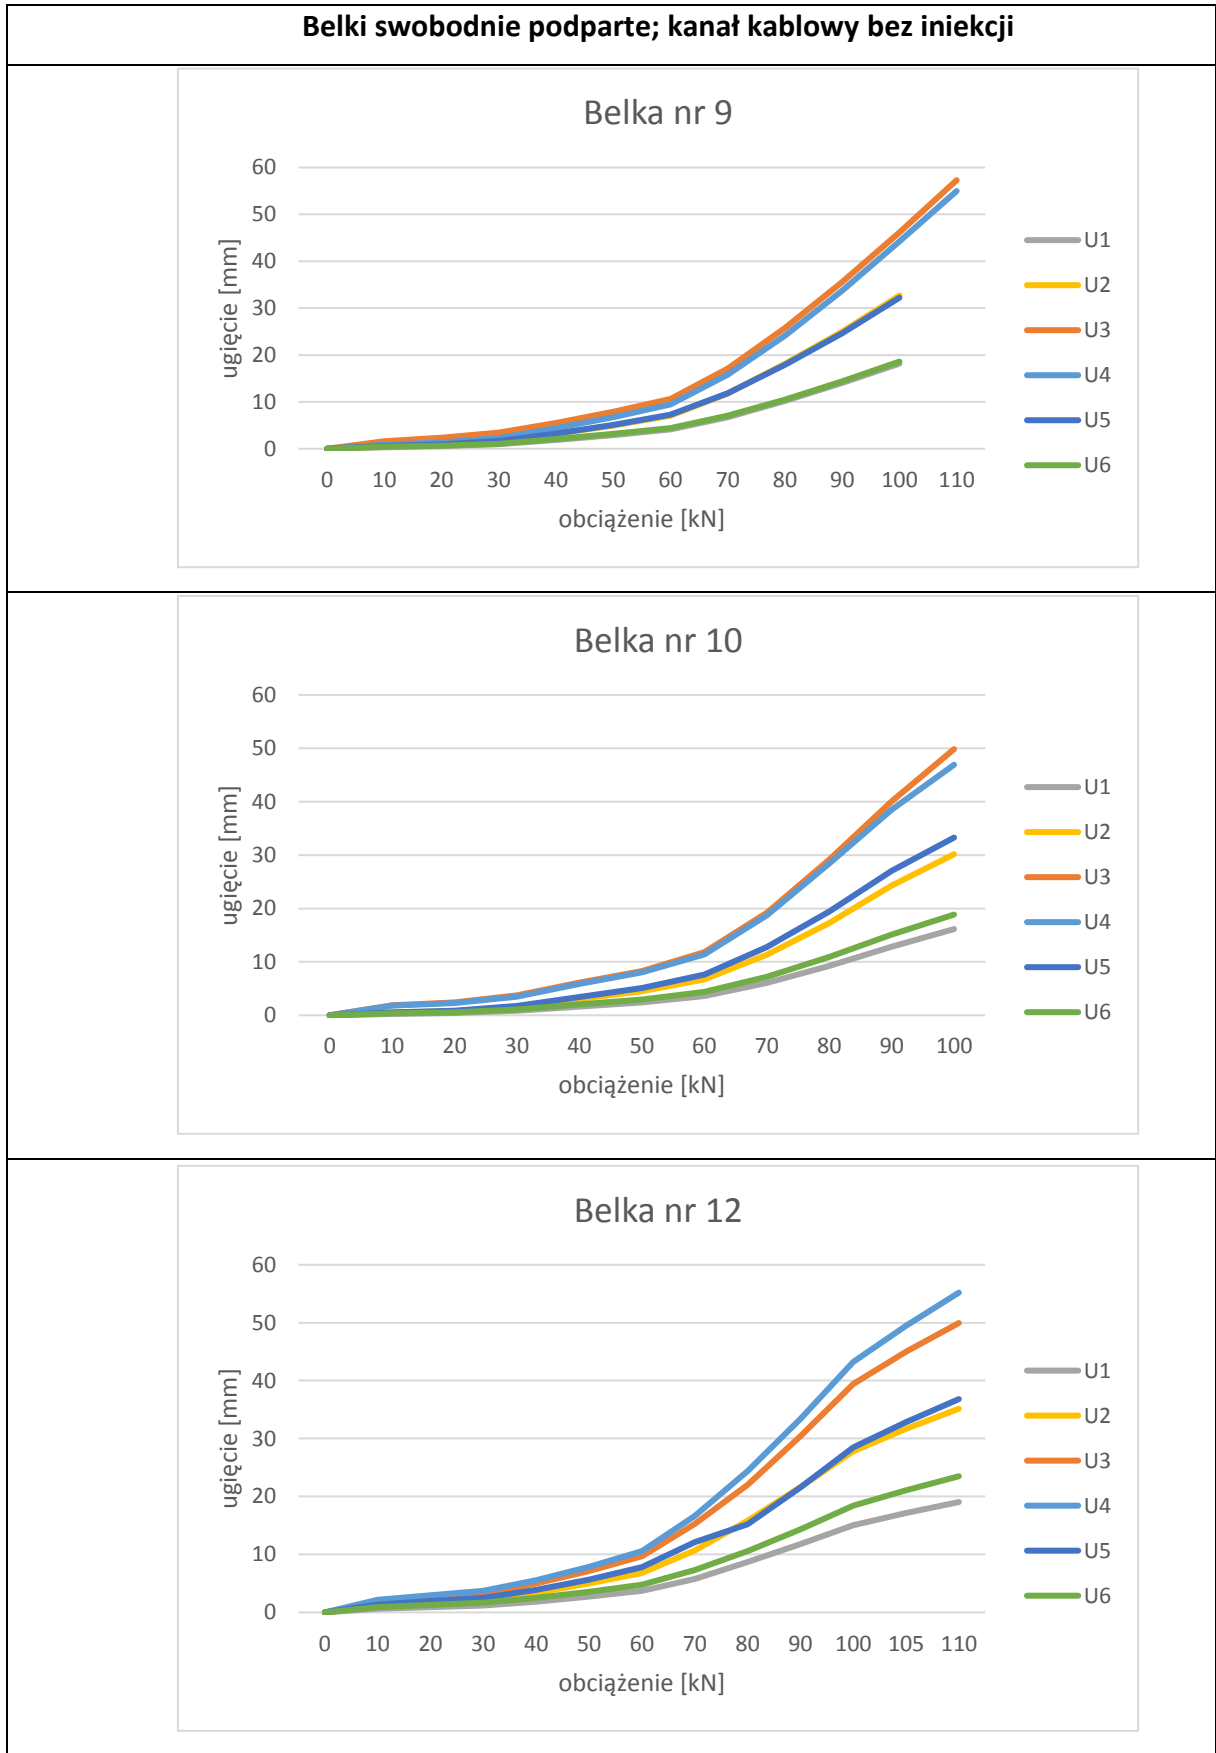 Belki swobodnie podparte; kanał kablowy bez iniekcji
Belka nr 9
60
50
40
30
20
10
0
ugięcie [mm]
0 10 20 30 40 50 60 70 80 90 100 110
obciążenie [kN]
U1
U2
U3
U4
U5
U6
Belka nr 10
60
50
40
30
20
10
0
ugięcie [mm]
0 10 20 30 40 50 60 70 80 90 100
obciążenie [kN]
U1
U2
U3
U4
U5
U6
Belka nr 12
60
50
40
30
20
10
0
ugięcie [mm]
0 10 20 30 40 50 60 70 80 90 100 105 110
obciążenie [kN]
U1
U2
U3
U4
U5
U6